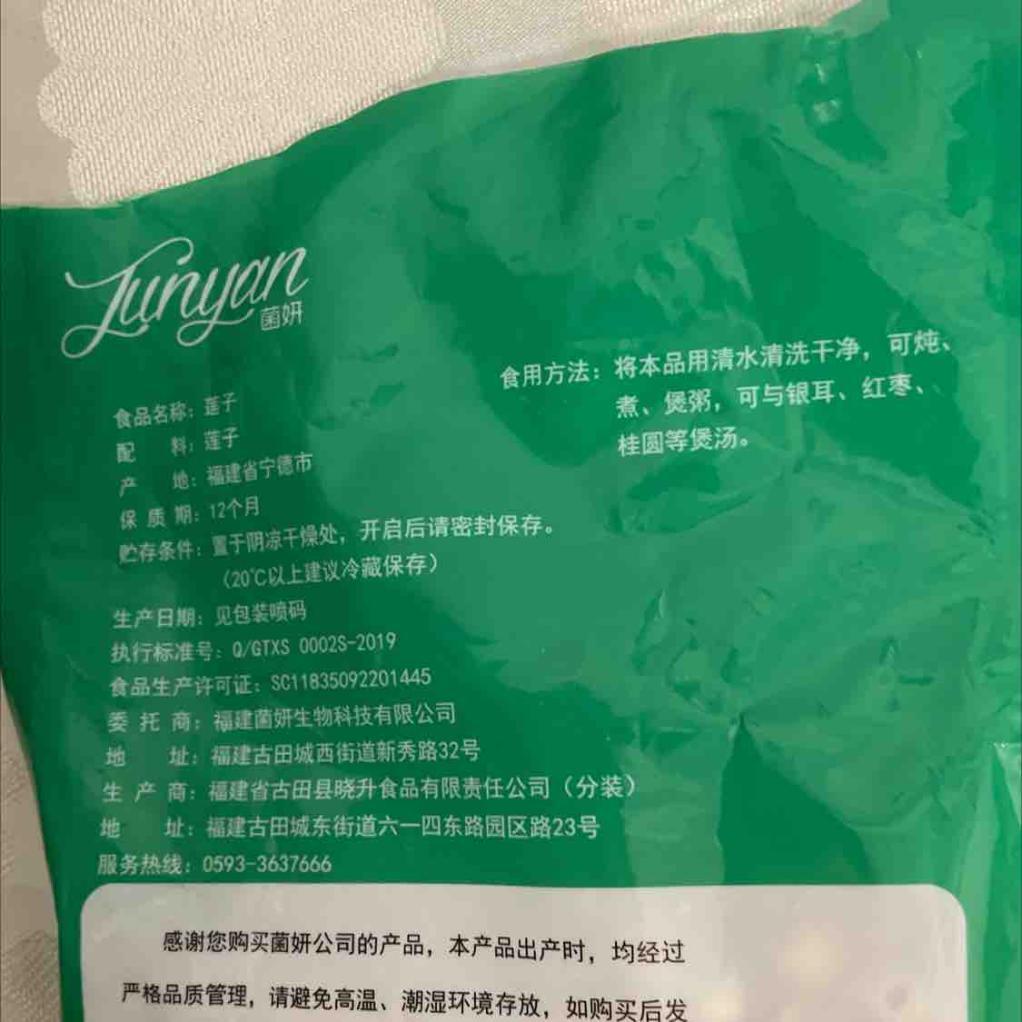 Junyan
菌妍
食品名称：莲子
配 料：莲子
产 地：福建省宁德市
保 质 期：12个月
贮存条件：置于阴凉干燥处，开启后请密封保存。
（20℃以上建议冷藏保存）
生产日期：见包装喷码
执行标准号：Q/GTXS 0002S-2019
食品生产许可证：SC11835092201445
委 托 商：福建菌妍生物科技有限公司
地 址：福建古田城西街道新秀路32号
生 产 商：福建省古田县晓升食品有限责任公司（分装）
地 址：福建古田城东街道六一四东路园区路23号
服务热线：0593-3637666
食用方法：将本品用清水清洗干净，可炖、
煮、煲粥，可与银耳、红枣、
桂圆等煲汤。
感谢您购买菌妍公司的产品，本产品出产时，均经过
严格品质管理，请避免高温、潮湿环境存放，如购买后发